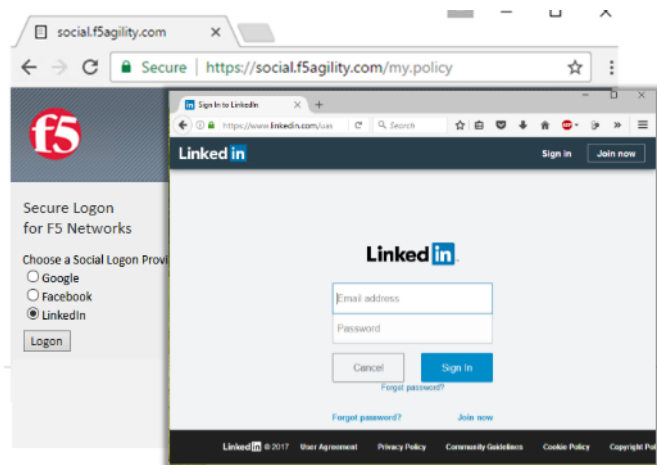 social.f5agility.com
Secure | https://social.f5agility.com/my.policy
f5
Secure Logon
for F5 Networks
Choose a Social Logon Provi
Google
Facebook
LinkedIn
Logon
Sign In to LinkedIn
https://www.linkedin.com/uas
Search
ABP
Linked in
Sign in
Join now
Linked in
Email address
Password
Cancel
Sign In
Forgot password?
Forgot password?
Join now
Linked in © 2017 User Agreement Privacy Policy Community Guidelines Cookie Policy Copyright Pol